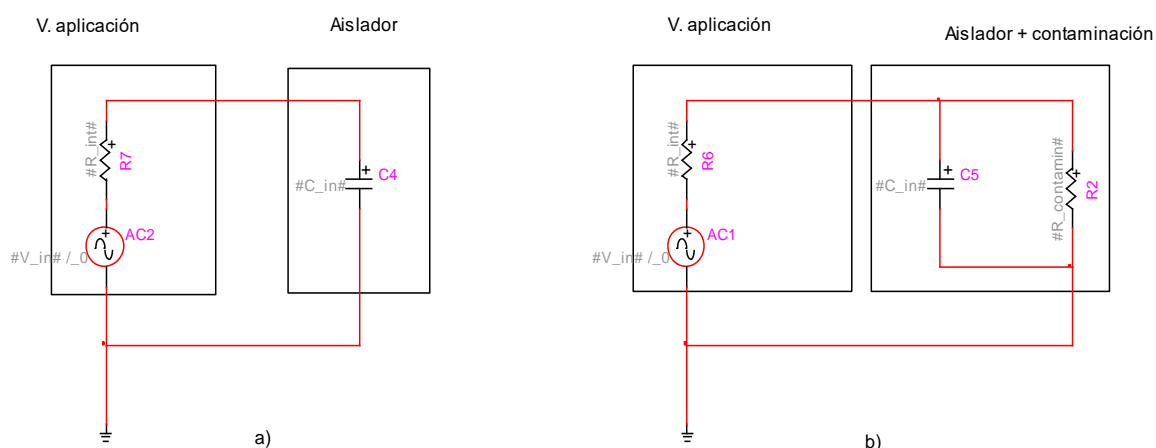 V. aplicación
Aislador
#R_int#
R7
#C_in#
C4
AC2
#V_in# /_0
a)
V. aplicación
Aislador + contaminación
#R_int#
R6
#C_in#
C5
#R_contamin#
R2
AC1
#V_in# /_0
b)